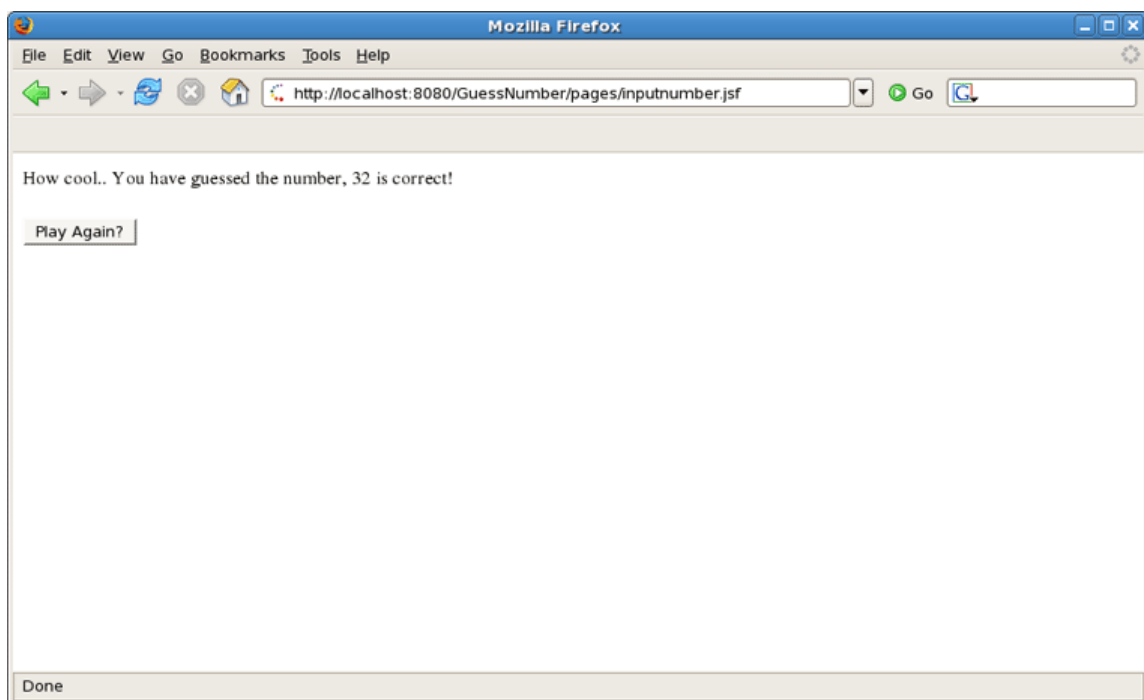 Mozilla Firefox
File Edit View Go Bookmarks Tools Help
http://localhost:8080/GuessNumber/pages/inputnumber.jsf Go G
How cool.. You have guessed the number, 32 is correct!
Play Again?
Done